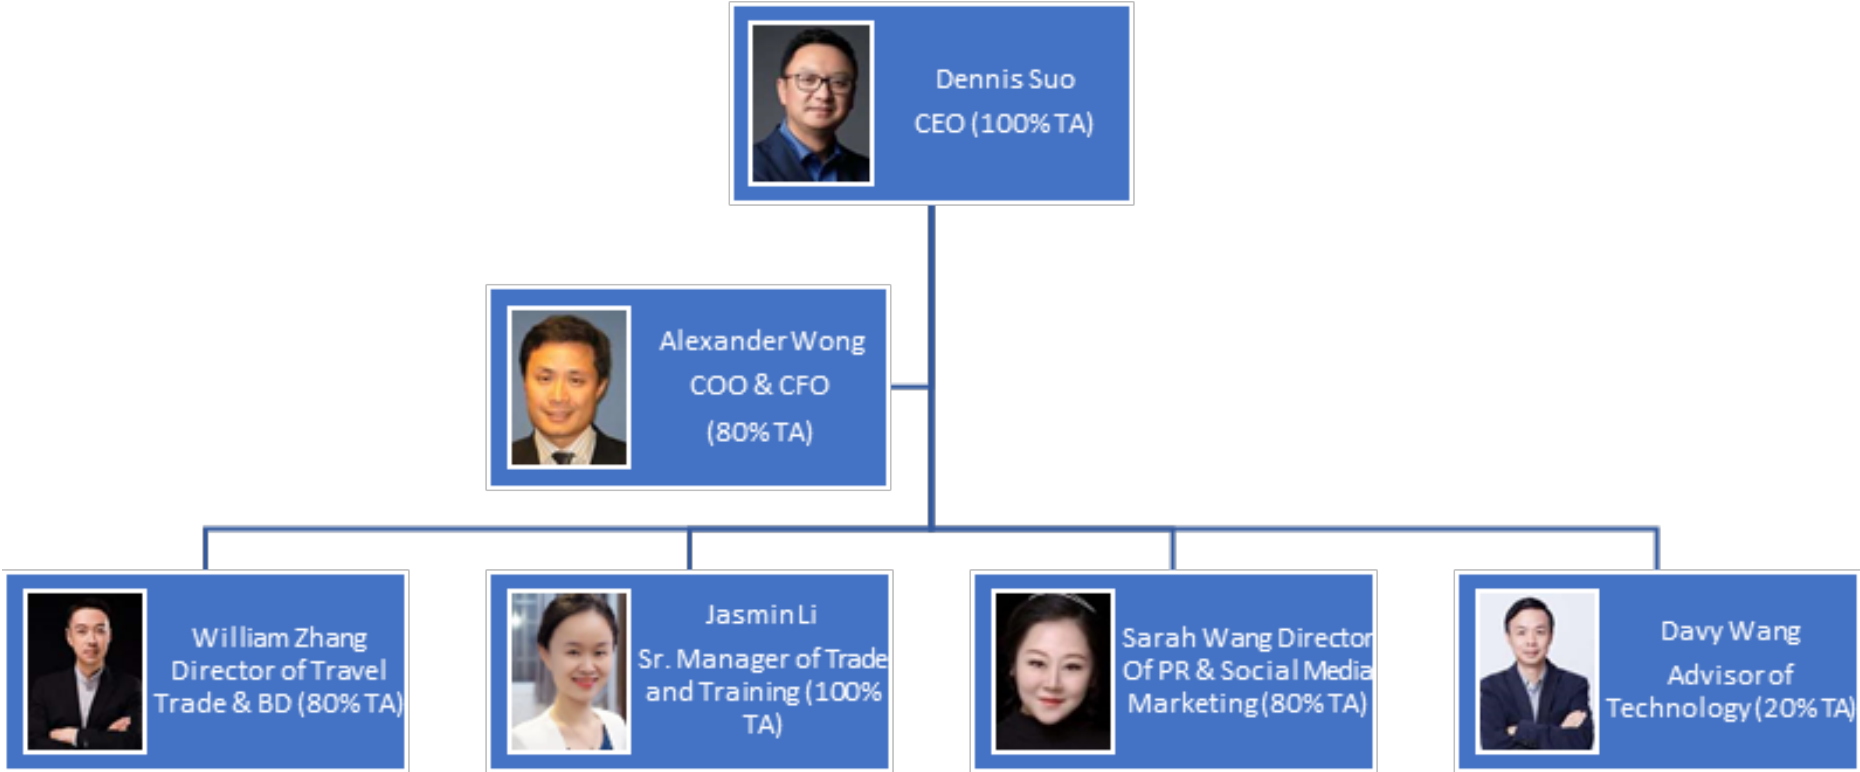 Dennis Suo
CEO (100% TA)
Alexander Wong
COO & CFO
(80% TA)
William Zhang
Director of Travel
Trade & BD (80% TA)
Jasmin Li
Sr. Manager of Trade
and Training (100%
TA)
Sarah Wang Director
Of PR & Social Media
Marketing (80% TA)
Davy Wang
Advisor of
Technology (20% TA)